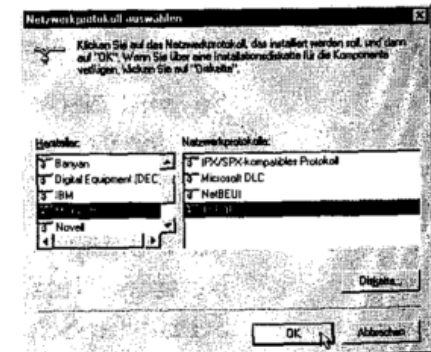 Netzwerkprotokoll auswählen
Klicken Sie auf das Netzwerkprotokoll, das installiert werden soll, und dann
auf "OK". Wenn Sie über eine Installationsdiskette für die Komponente
verfügen, klicken Sie auf "Diskette".
Hersteller:
Netzwerkprotokolle:
Banyan
Digital Equipment (DEC
IBM
Novell
IPX/SPX-kompatibles Protokoll
Microsoft DLC
NetBEUI
Diskette...
OK
Abbrechen